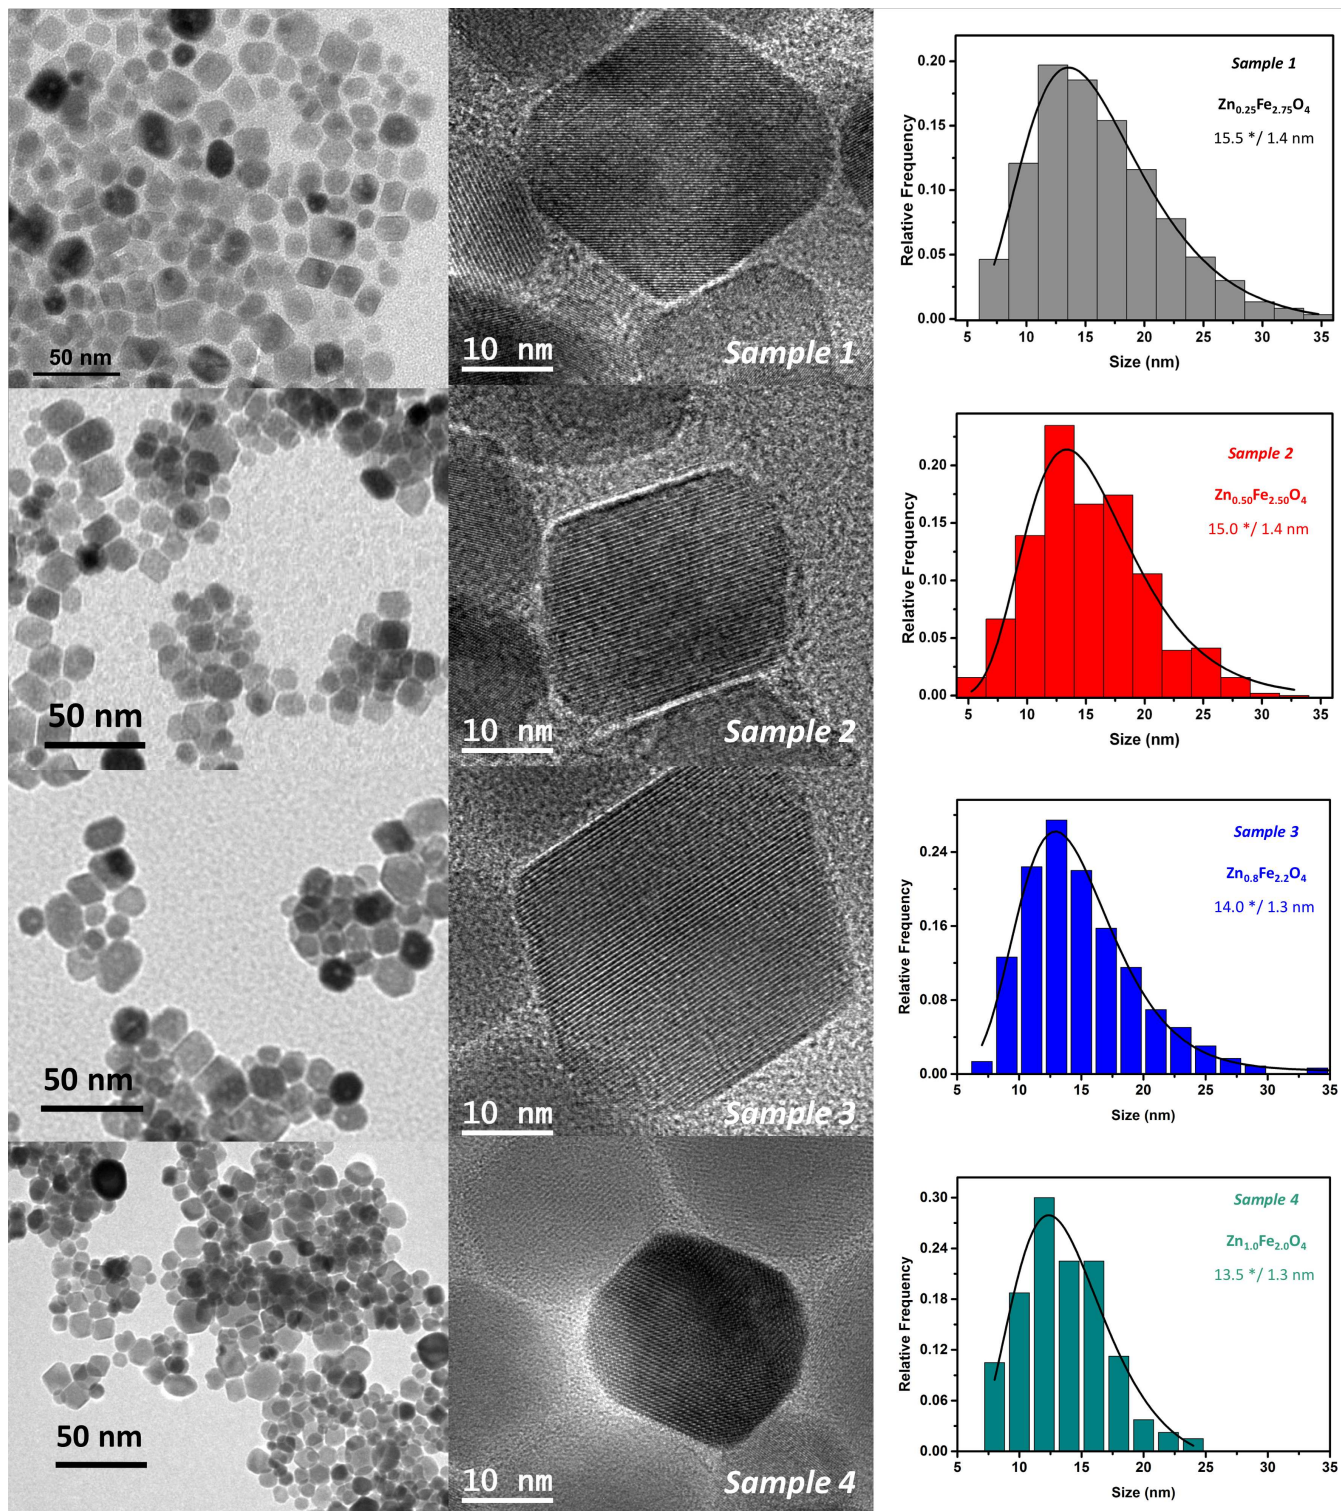 50 nm
10 nm
Sample 1
0.20
0.15
0.10
0.05
0.00
Relative Frequency
Sample 1
Zn0.25Fe2.75O4
15.5 */ 1.4 nm
5 10 15 20 25 30 35
Size (nm)
50 nm
10 nm
Sample 2
0.20
0.15
0.10
0.05
0.00
Relative Frequency
Sample 2
Zn0.50Fe2.50O4
15.0 */ 1.4 nm
5 10 15 20 25 30 35
Size (nm)
50 nm
10 nm
Sample 3
0.24
0.16
0.08
0.00
Relative Frequency
Sample 3
Zn0.8Fe2.2O4
14.0 */ 1.3 nm
5 10 15 20 25 30 35
Size (nm)
50 nm
10 nm
Sample 4
0.30
0.24
0.18
0.12
0.06
0.00
Relative Frequency
Sample 4
Zn1.0Fe2.0O4
13.5 */ 1.3 nm
5 10 15 20 25 30 35
Size (nm)